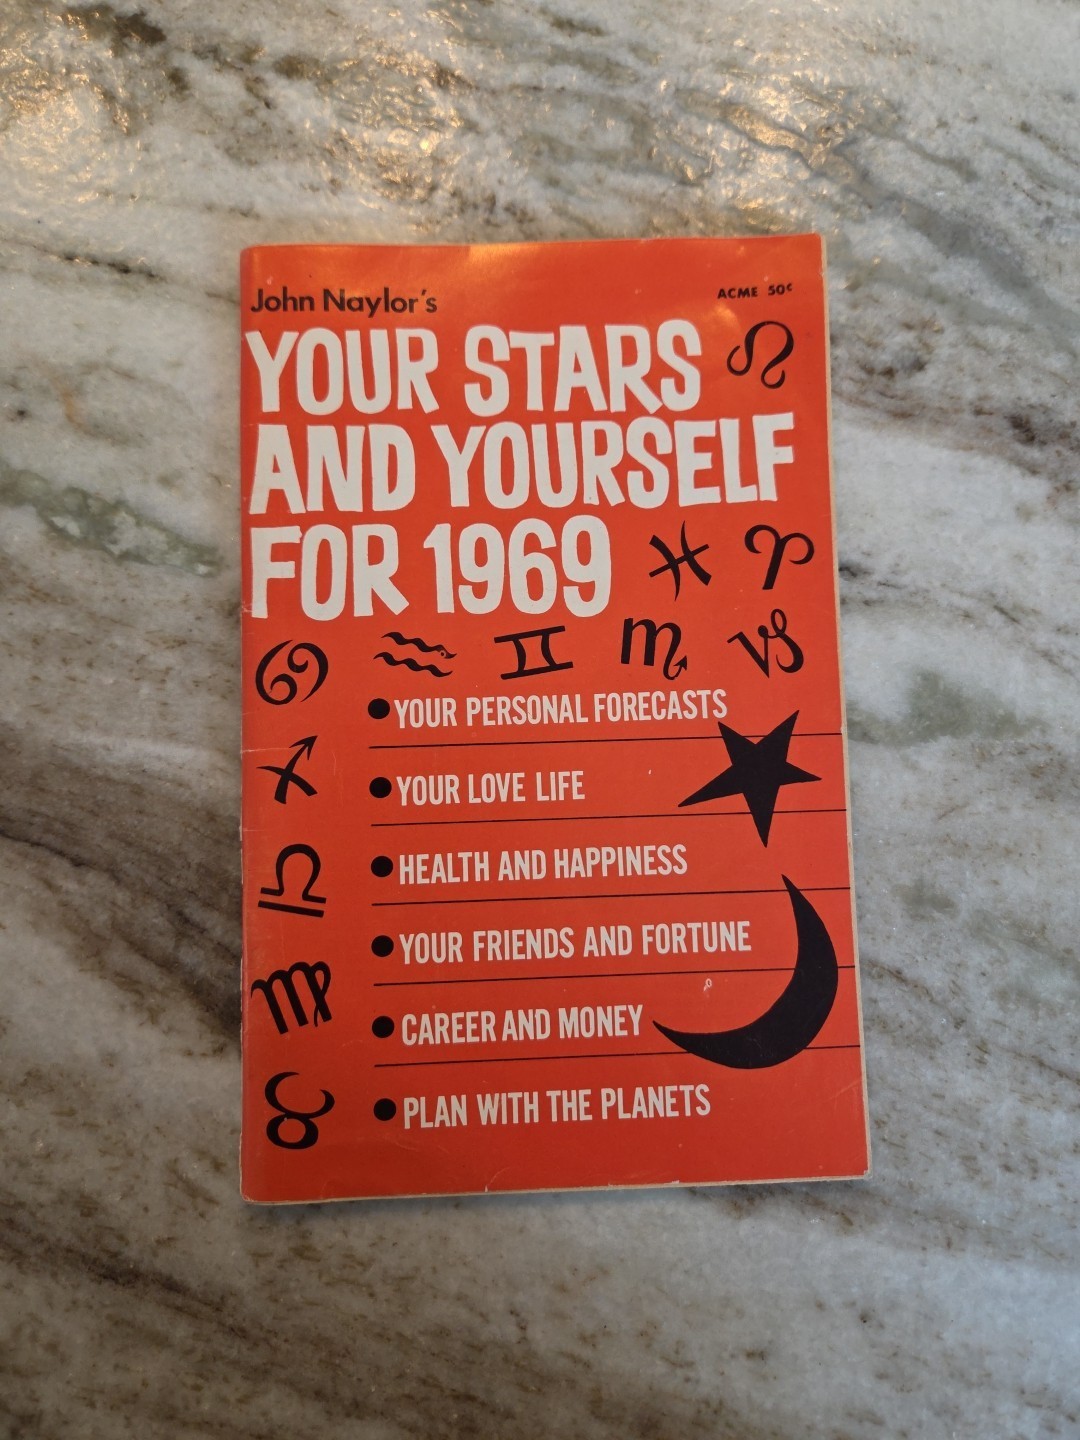 John Naylor's
ACME 50¢
YOUR STARS
AND YOURSELF
FOR 1969
• YOUR PERSONAL FORECASTS
• YOUR LOVE LIFE
• HEALTH AND HAPPINESS
• YOUR FRIENDS AND FORTUNE
• CAREER AND MONEY
• PLAN WITH THE PLANETS